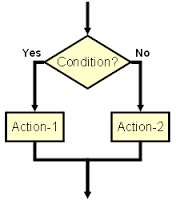 Yes
No
Condition?
Action-1
Action-2